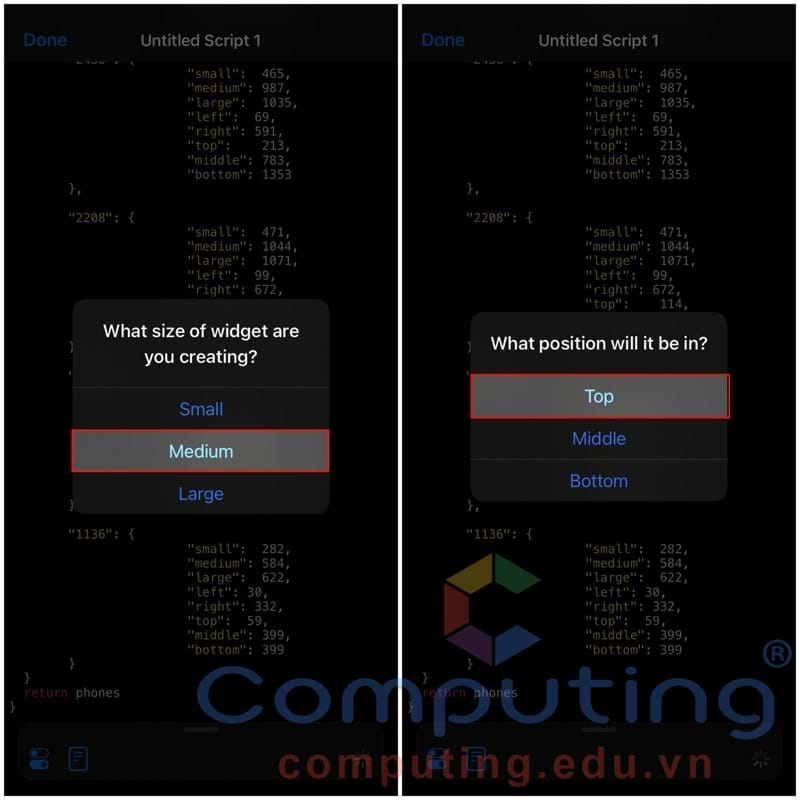 Done Untitled Script 1
"2436": {
"small": 465,
"medium": 987,
"large": 1035,
"left": 69,
"right": 591,
"top": 213,
"middle": 783,
"bottom": 1353
},
"2208": {
"small": 471,
"medium": 1044,
"large": 1071,
"left": 99,
"right": 672,
What size of widget are
you creating?
}
Small
Medium
Large
}
"1136": {
"small": 282,
"medium": 584,
"large": 622,
"left": 30,
"right": 332,
"top": 59,
"middle": 399,
"bottom": 399
}
}
return phones
}
Done Untitled Script 1
"2436": {
"small": 465,
"medium": 987,
"large": 1035,
"left": 69,
"right": 591,
"top": 213,
"middle": 783,
"bottom": 1353
},
"2208": {
"small": 471,
"medium": 1044,
"large": 1071,
"left": 99,
"right": 672,
"top": 114,
What position will it be in?
}
Top
Middle
Bottom
},
"1136": {
"small": 282,
"medium": 584,
"large": 622,
"left": 30,
"right": 332,
"top": 59,
"middle": 399,
"bottom": 399
}
}
return phones
}
Computing®
computing.edu.vn